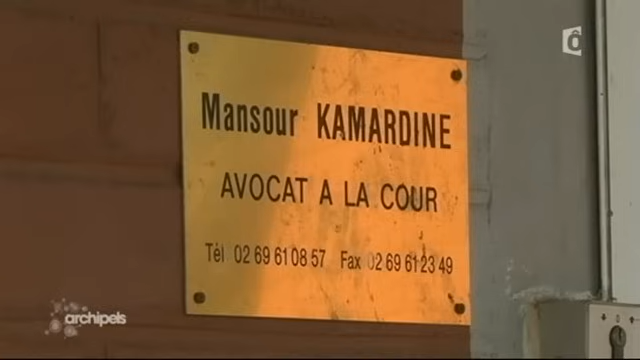 Ô
Mansour KAMARDINE
AVOCAT A LA COUR
Tél 02 69 61 08 57 Fax 02 69 61 23 49
archipels